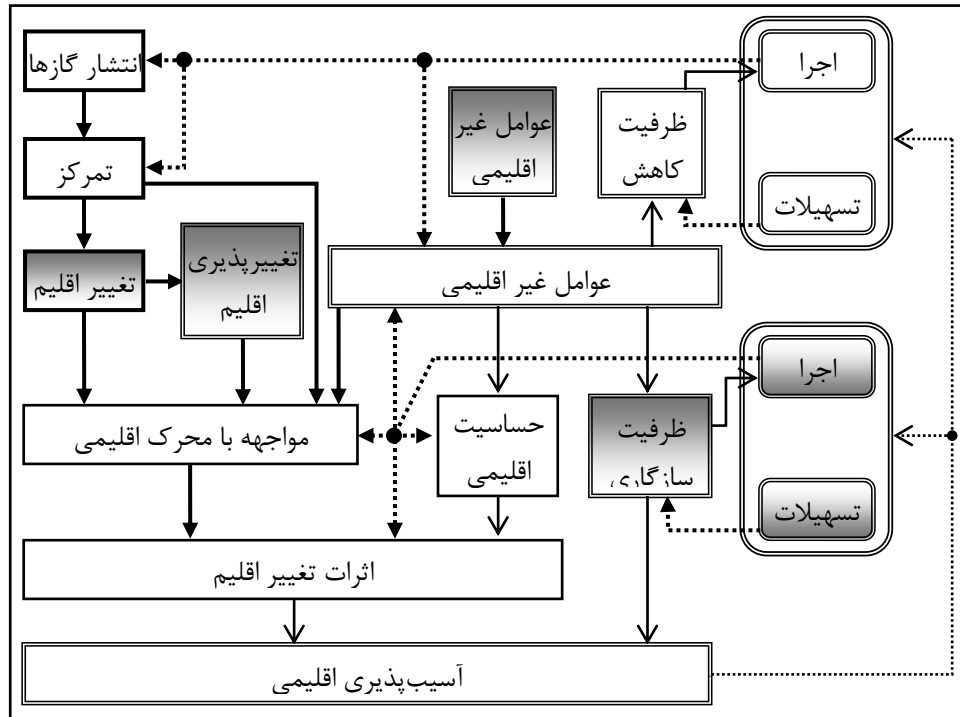 انتشار گازها
اجرا
عوامل غیر
اقلیمی
ظرفیت
کاهش
تمرکز
تسهیلات
تغییر اقلیم
تغییرپذیری
اقلیم
عوامل غیر اقلیمی
اجرا
مواجهه با محرک اقلیمی
حساسیت
اقلیمی
ظرفیت
سازگاری
تسهیلات
اثرات تغییر اقلیم
آسیب‌پذیری اقلیمی